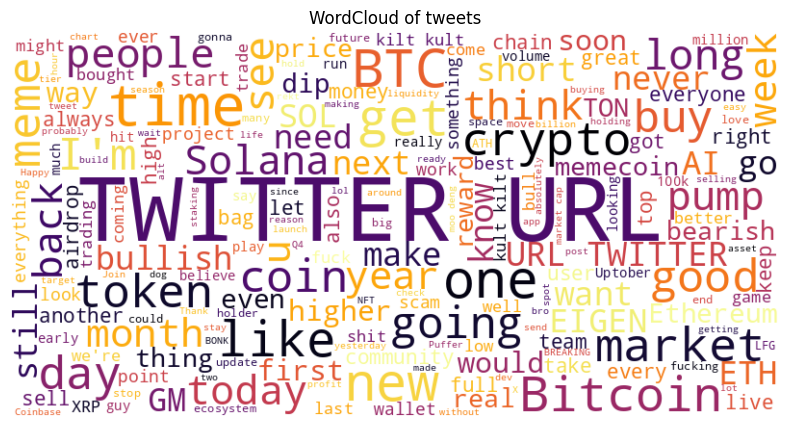 WordCloud of tweets
might ever chart gonna people see price future kilt kult chain soon million
meme way bought start trade dip run BTC come volume great long week
always time money something short never everyone
tweet season many making liquidity think TON buy easy love
I'm hit project SOL get really crypto space move billion buying holding right
probably wait life need ATH got
much high Solana next work best memecoin AI go
Happy build alt ready reward looking 100k selling
TWITTER URL
back airdrop trading coming staking say since lol around moo deng know kult kilt bull absolutely app market cap top pump better
everything bag let reason launch also big bearish keep
bullish u play Q4 fuck make URL TWITTER post asset
target Join dog believe coin year one user Uptober good
look token even NFT check want end game
still another could holder higher scam well EIGEN spot bro Ethereum
early month BONK Thank stay shit yesterday going team send getting market
we're thing update community low Puffer would take BREAKING LFG
day stop point two first made fucking ETH
sell XRP guy GM today profit full dev real x every lot live
Coinbase ecosystem last wallet without Bitcoin
tier hour hold
like new